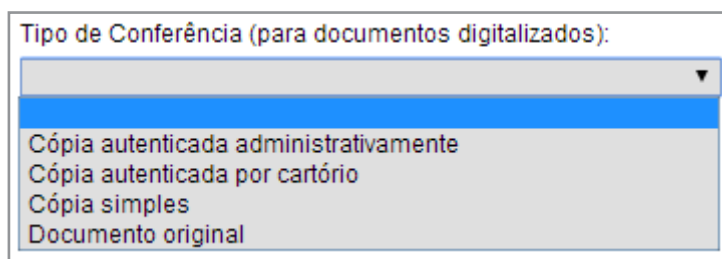 Tipo de Conferência (para documentos digitalizados):
Cópia autenticada administrativamente
Cópia autenticada por cartório
Cópia simples
Documento original